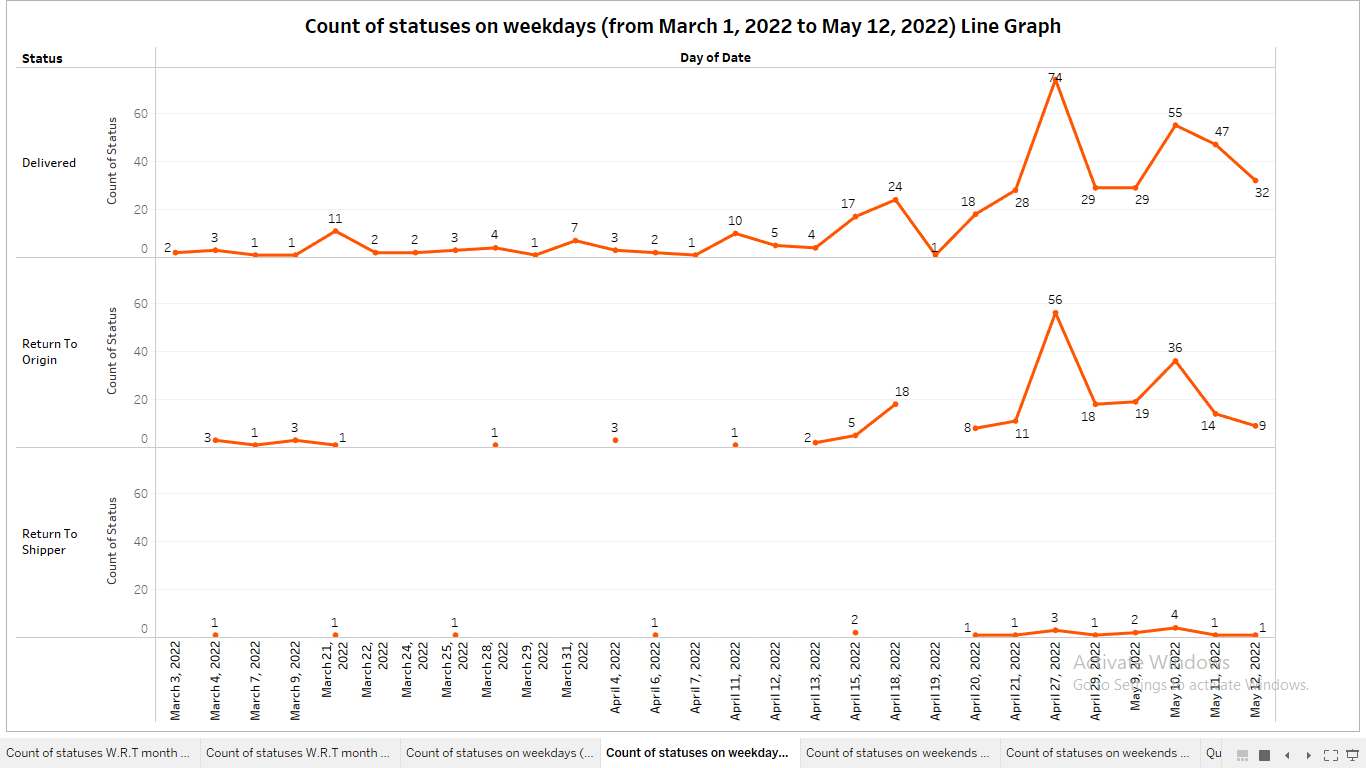 Count of statuses on weekdays (from March 1, 2022 to May 12, 2022) Line Graph
Status
Day of Date
Delivered
Count of Status
60
40
20
0
2
3
1
1
11
2
2
3
4
1
7
3
2
1
10
5
4
17
24
1
18
28
74
29
29
55
47
32
Return To
Origin
Count of Status
60
40
20
0
3
1
3
1
1
3
1
2
5
18
8
11
56
18
19
36
14
9
Return To
Shipper
Count of Status
60
40
20
0
1
1
1
1
2
1
1
3
1
2
4
1
1
March 3, 2022
March 4, 2022
March 7, 2022
March 9, 2022
March 21,
2022
March 22,
2022
March 24,
2022
March 25,
2022
March 28,
2022
March 29,
2022
March 31,
2022
April 4, 2022
April 6, 2022
April 7, 2022
April 11, 2022
April 12, 2022
April 13, 2022
April 15, 2022
April 18, 2022
April 19, 2022
April 20, 2022
April 21, 2022
April 27, 2022
April 29, 2022
May 9, 2022
May 10, 2022
May 11, 2022
May 12, 2022
Activate Windows
Go to Settings to activate Windows.
Count of statuses W.R.T month ...
Count of statuses W.R.T month ...
Count of statuses on weekdays (...
Count of statuses on weekday...
Count of statuses on weekends ...
Count of statuses on weekends ...
Qu